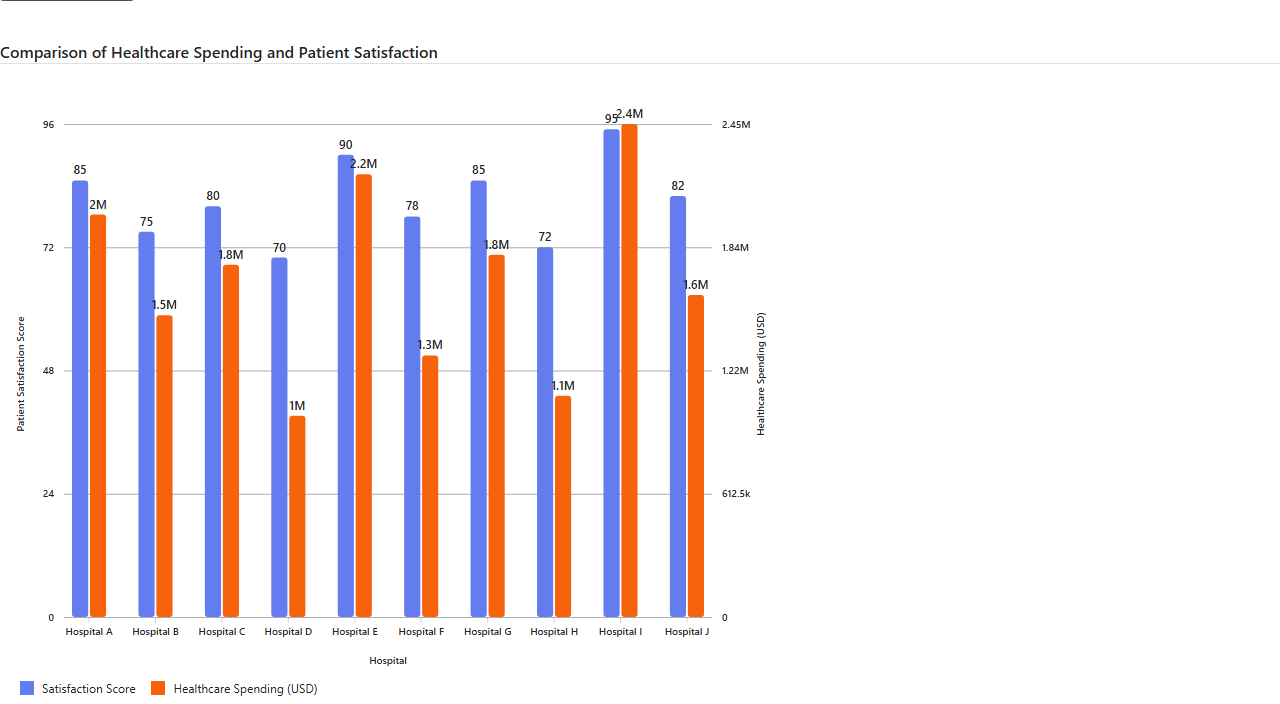 Comparison of Healthcare Spending and Patient Satisfaction
96
72
48
24
0
Patient Satisfaction Score
2.45M
1.84M
1.22M
612.5k
0
Healthcare Spending (USD)
85
2M
75
1.5M
80
1.8M
70
1M
90
2.2M
78
1.3M
85
1.8M
72
1.1M
95
2.4M
82
1.6M
Hospital A
Hospital B
Hospital C
Hospital D
Hospital E
Hospital F
Hospital G
Hospital H
Hospital I
Hospital J
Hospital
Satisfaction Score
Healthcare Spending (USD)